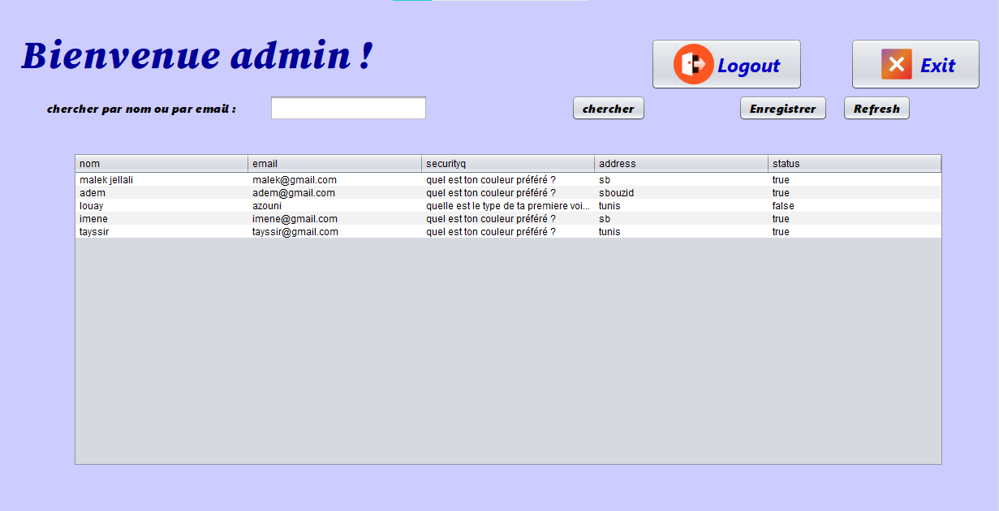 Bienvenue admin !
Logout
Exit
chercher par nom ou par email :
chercher
Enregistrer
Refresh
nom email securityq address status
malek jellali malek@gmail.com quel est ton couleur préféré ? sb true
adem adem@gmail.com quel est ton couleur préféré ? sbouzid true
louay azouni quelle est le type de ta premiere voi... tunis false
imene imene@gmail.com quel est ton couleur préféré ? sb true
tayssir tayssir@gmail.com quel est ton couleur préféré ? tunis true